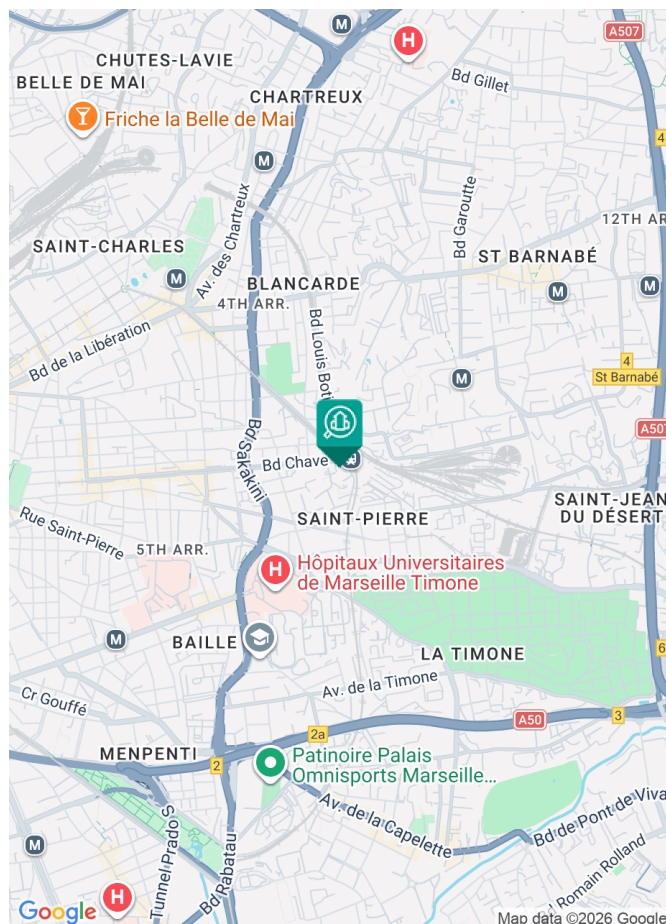 M
H
A507
CHUTES-LAVIE
BELLE DE MAI
Bd Gillet
CHARTREUX
Friche la Belle de Mai
4
M
Av. des Chartreux
Bd Garoutte
12TH AR
SAINT-CHARLES
ST BARNABÉ
M
BLANCARDE
M
M
4TH ARR.
Bd de la Libération
Bd Louis Boti
4
St Barnabé
M
Bd Sakakini
A507
Bd Chave
SAINT-JEAN
DU DÉSERT
Rue Saint-Pierre
SAINT-PIERRE
5TH ARR.
H
Hôpitaux Universitaires
de Marseille Timone
M
BAILLE
LA TIMONE
6
Av. de la Timone
Cr Gouffé
A50
3
2a
MENPENTI
2
Patinoire Palais
Omnisports Marseille...
Av. de la Capelette
Bd de Pont de Viva
M
Tunnel Prado S
Bd Rabatau
d Romain Rolland
H
Google
Map data ©2026 Google